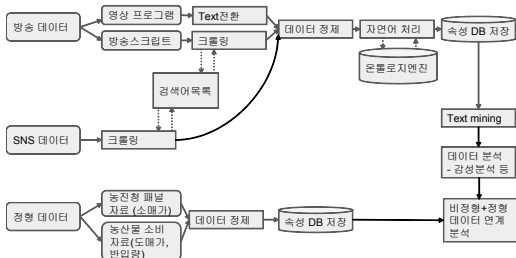 방송 데이터
영상 프로그램
Text전환
방송스크립트
크롤링
데이터 정제
자연어 처리
속성 DB 저장
온톨로지엔진
검색어목록
SNS 데이터
크롤링
Text mining
데이터 분석
- 감성분석 등
정형 데이터
농진청 패널
자료 (소매가)
농산물 소비
자료(도매가,
반입량)
데이터 정제
속성 DB 저장
비정형+정형
데이터 연계
분석